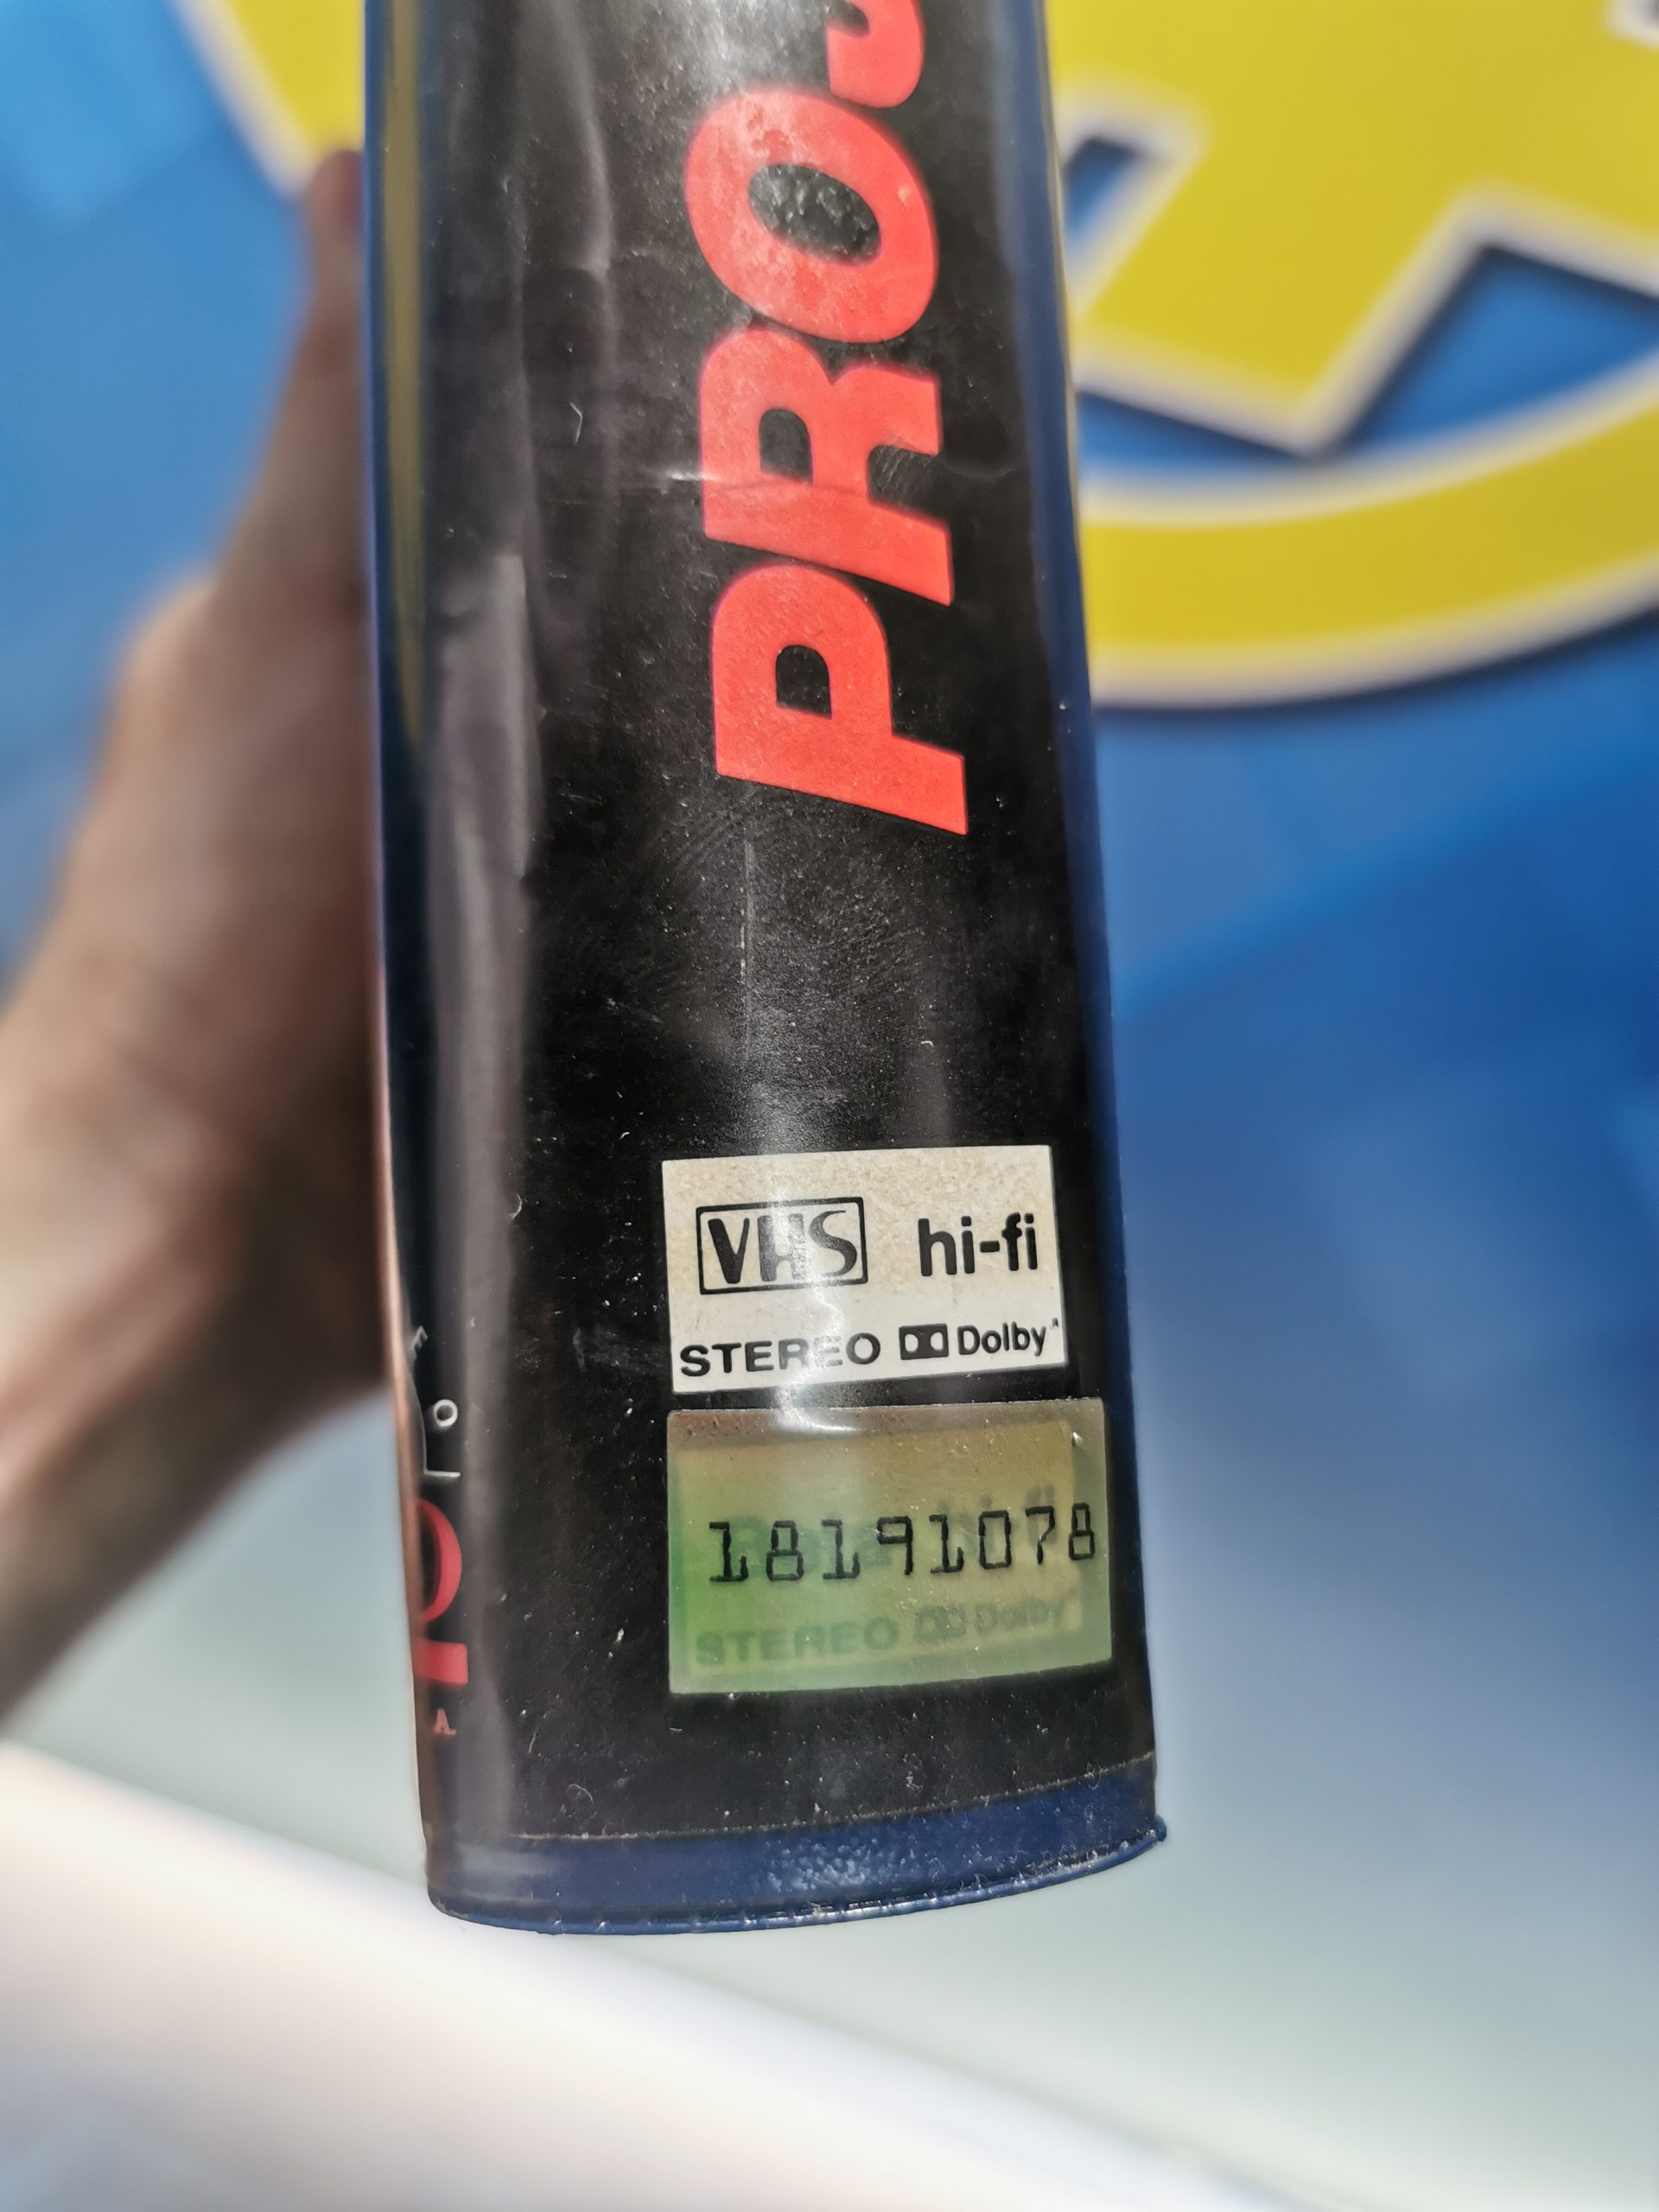 PROJ
VHS hi-fi
STEREO Dolby
18191078
STEREO Dolby